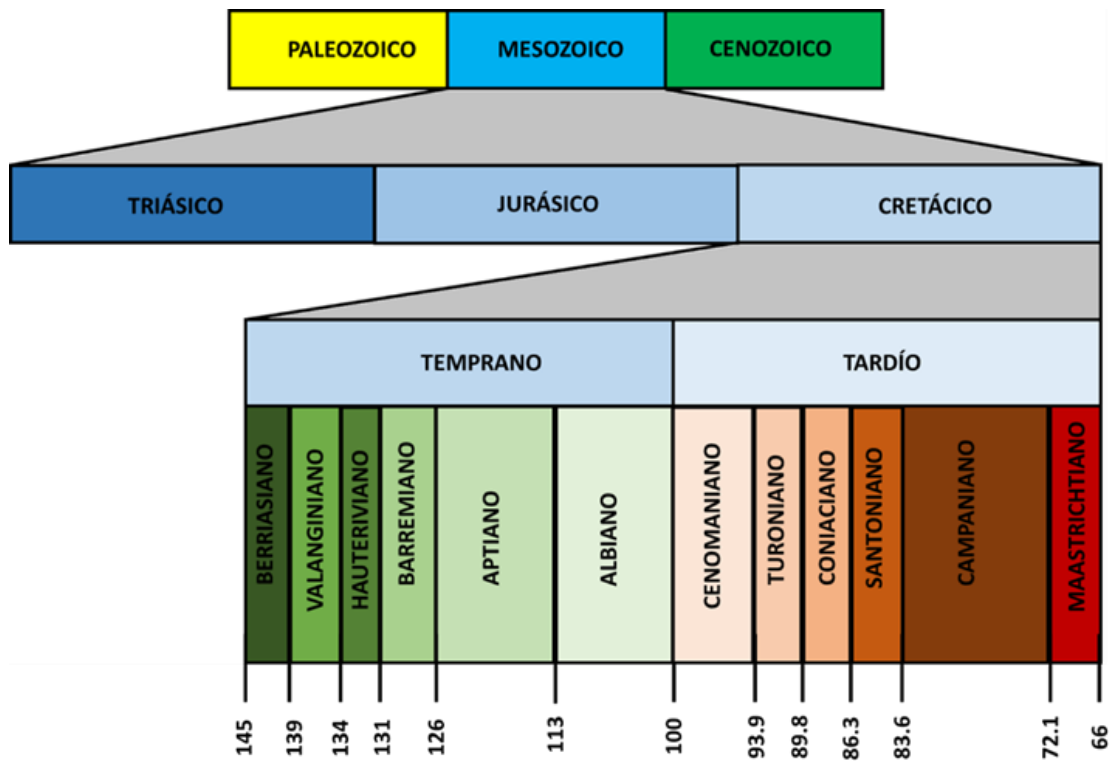 PALEOZOICO
MESOZOICO
CENOZOICO
TRIÁSICO
JURÁSICO
CRETÁCICO
TEMPRANO
TARDÍO
BERRIASIANO
VALANGINIANO
HAUTERIVIANO
BARREMIANO
APTIANO
ALBIANO
CENOMANIANO
TURONIANO
CONIACIANO
SANTONIANO
CAMPANIANO
MAASTRICHTIANO
145
139
134
131
126
113
100
93.9
89.8
86.3
83.6
72.1
66